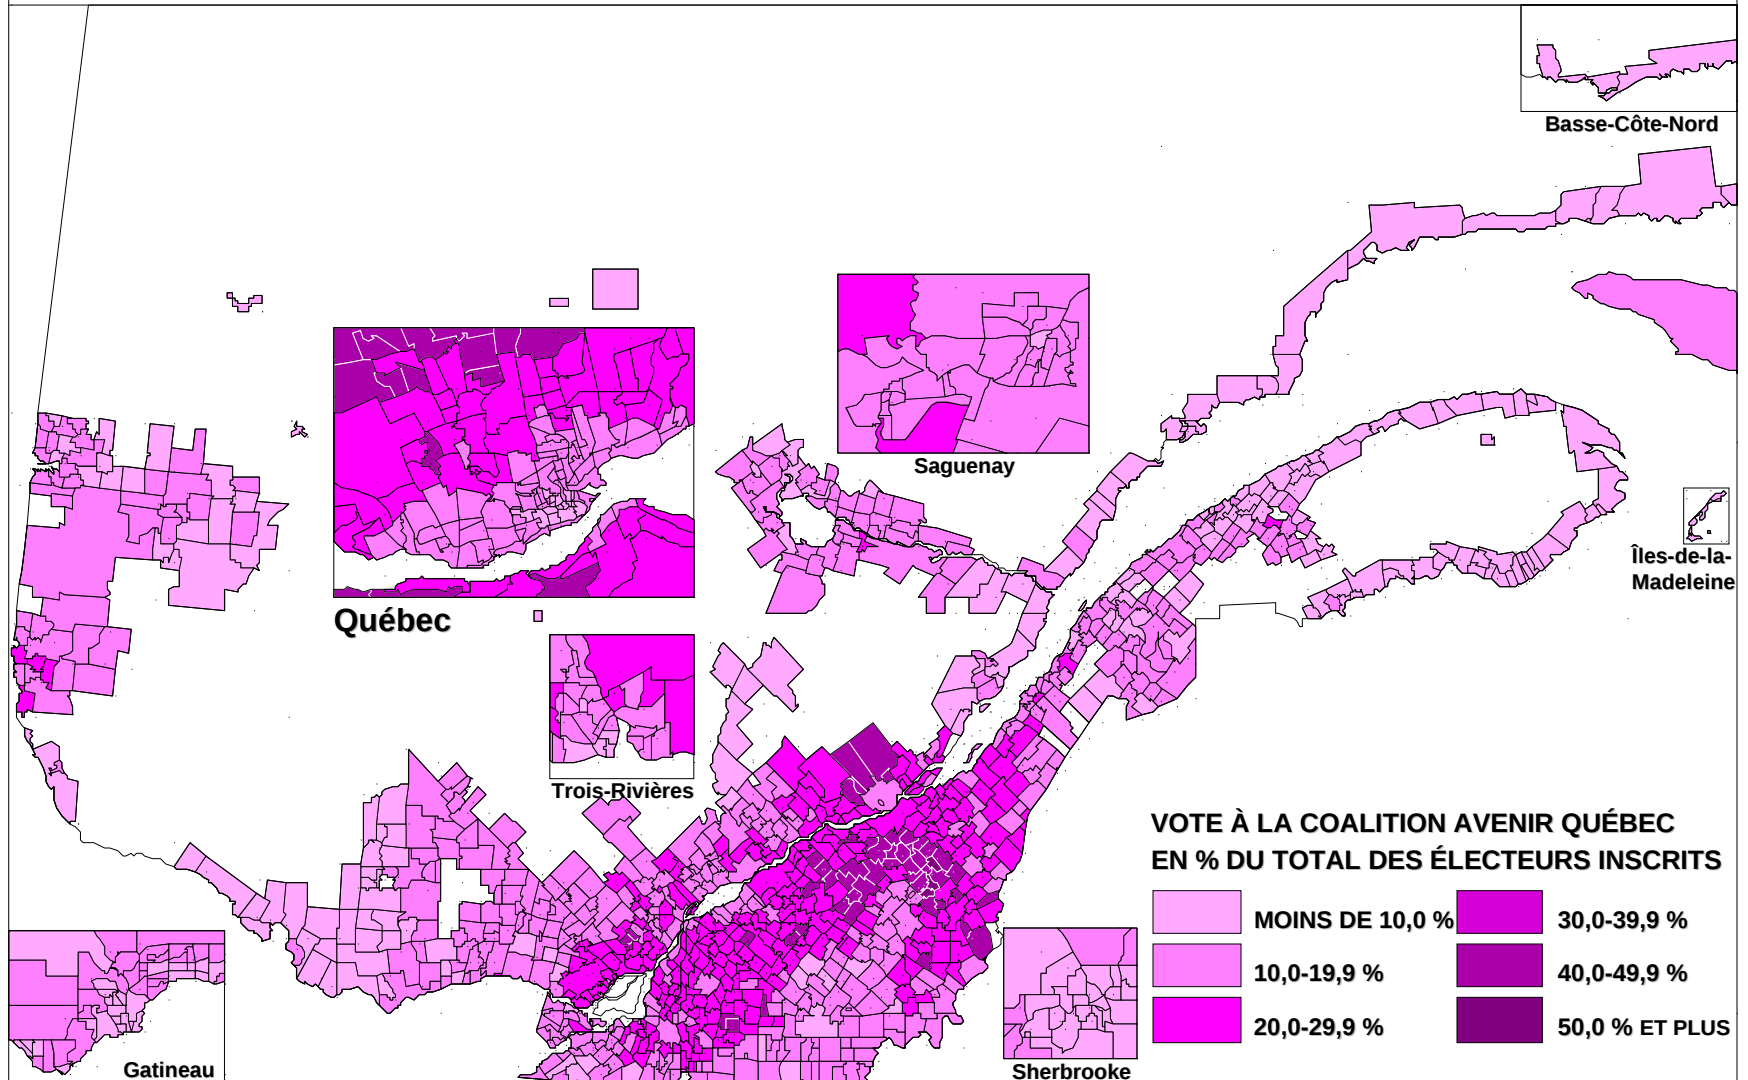 Basse-Côte-Nord
Saguenay
Îles-de-la-
Madeleine
Québec
Trois-Rivières
VOTE À LA COALITION AVENIR QUÉBEC
EN % DU TOTAL DES ÉLECTEURS INSCRITS
MOINS DE 10,0 %
30,0-39,9 %
10,0-19,9 %
40,0-49,9 %
20,0-29,9 %
50,0 % ET PLUS
Gatineau
Sherbrooke